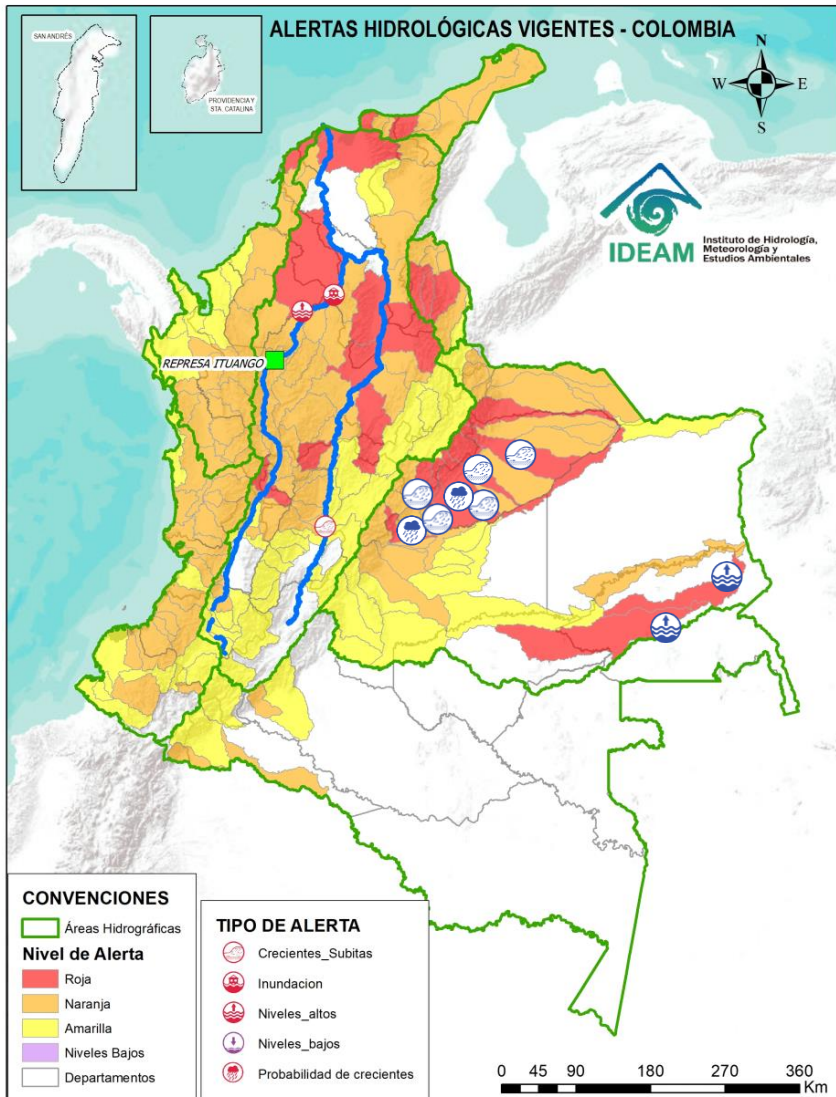 ALERTAS HIDROLÓGICAS VIGENTES - COLOMBIA
SAN ANDRÉS
PROVIDENCIA Y
STA. CATALINA
N
W
E
S
IDEAM
Instituto de Hidrología,
Meteorología y
Estudios Ambientales
REPRESA ITUANGO
CONVENCIONES
Áreas Hidrográficas
Nivel de Alerta
Roja
Naranja
Amarilla
Niveles Bajos
Departamentos
TIPO DE ALERTA
Crecientes_Subitas
Inundacion
Niveles_altos
Niveles_bajos
Probabilidad de crecientes
0 45 90 180 270 360
Km